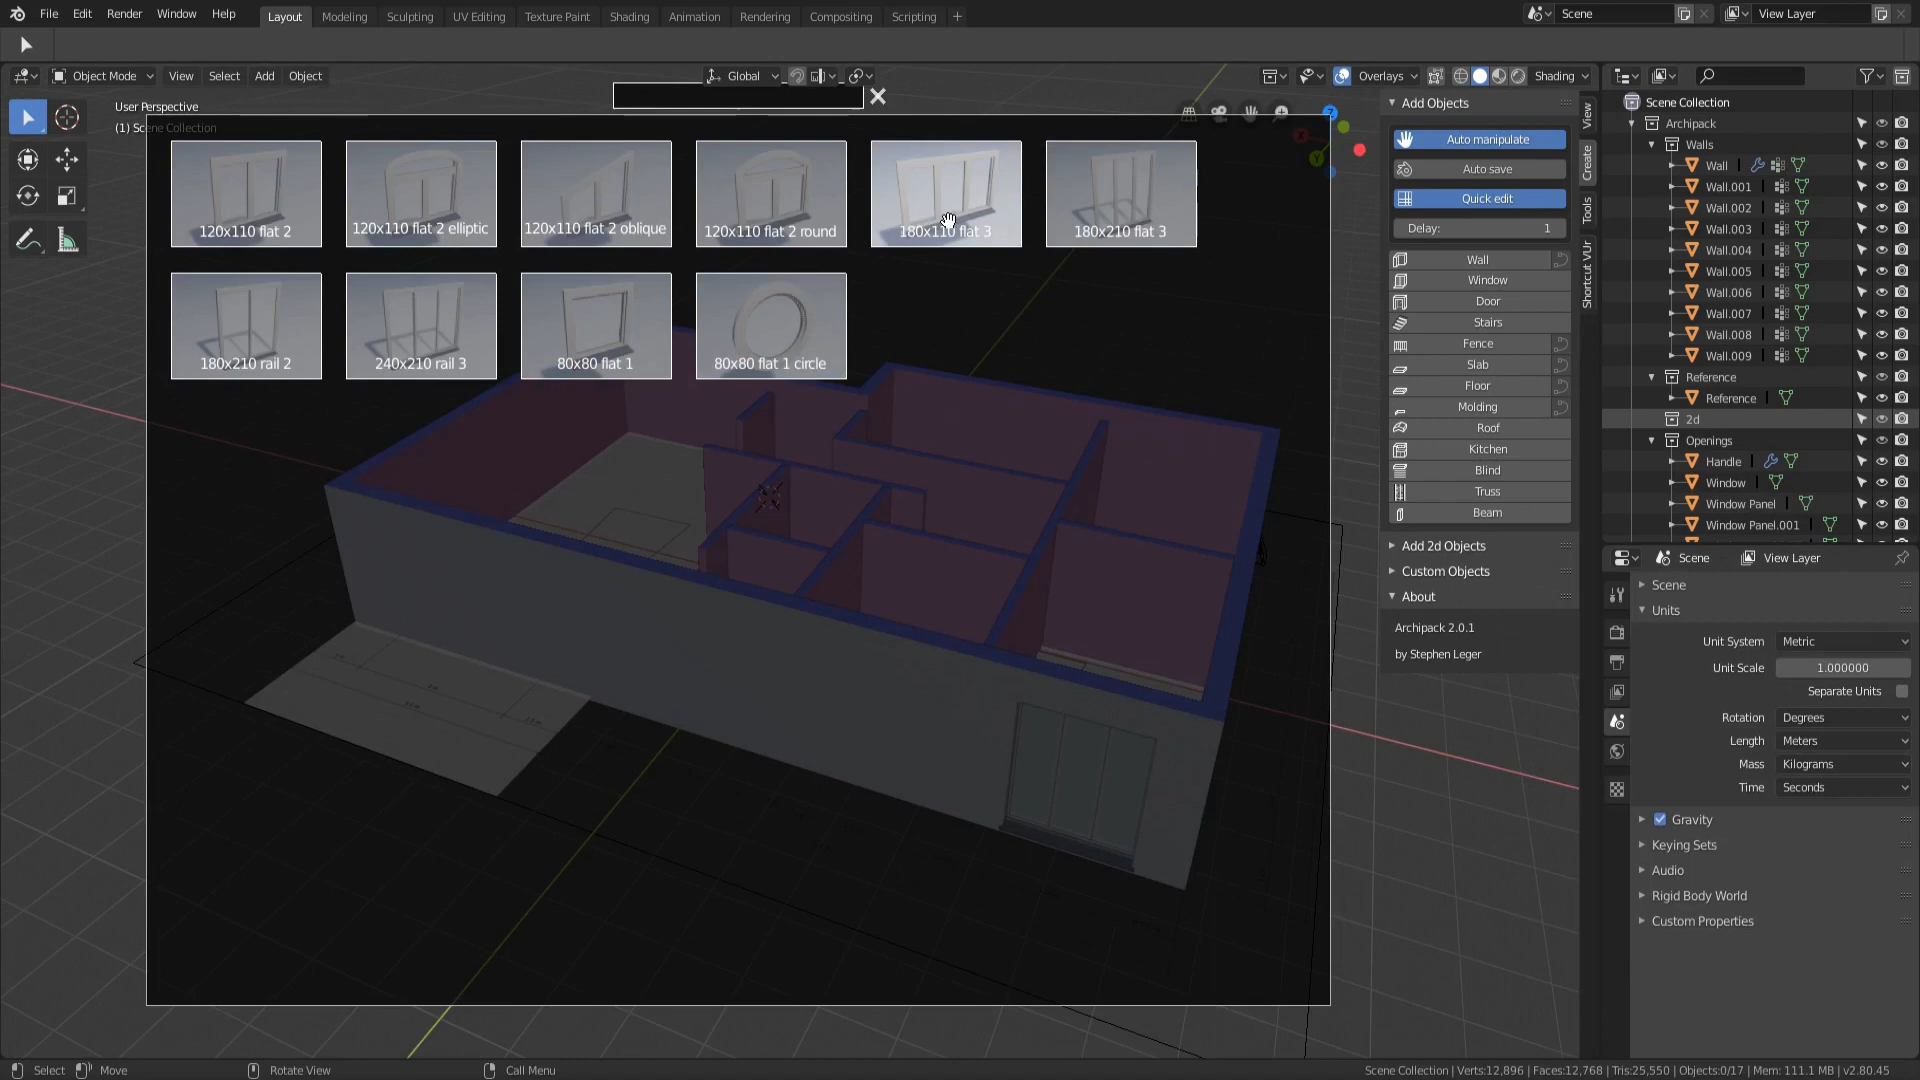 File Edit Render Window Help Layout Modeling Sculpting UV Editing Texture Paint Shading Animation Rendering Compositing Scripting + Scene View Layer
Object Mode View Select Add Object Global Overlays Shading
User Perspective
(1) Scene Collection
120x110 flat 2
120x110 flat 2 elliptic
120x110 flat 2 oblique
120x110 flat 2 round
180x110 flat 3
180x210 flat 3
180x210 rail 2
240x210 rail 3
80x80 flat 1
80x80 flat 1 circle
Add Objects
Auto manipulate
Auto save
Quick edit
Delay: 1
Wall
Window
Door
Stairs
Fence
Slab
Floor
Molding
Roof
Kitchen
Blind
Truss
Beam
Add 2d Objects
Custom Objects
About
Archipack 2.0.1
by Stephen Leger
View
Create
Tools
Shortcut VUr
Scene Collection
Archipack
Walls
Wall
Wall.001
Wall.002
Wall.003
Wall.004
Wall.005
Wall.006
Wall.007
Wall.008
Wall.009
Reference
Reference
2d
Openings
Handle
Window
Window Panel
Window Panel.001
Scene View Layer
Scene
Units
Unit System Metric
Unit Scale 1.000000
Separate Units
Rotation Degrees
Length Meters
Mass Kilograms
Time Seconds
Gravity
Keying Sets
Audio
Rigid Body World
Custom Properties
Select Move Rotate View Call Menu Scene Collection | Verts:12,896 | Faces:12,768 | Tris:25,550 | Objects:0/17 | Mem: 111.1 MB | v2.80.45